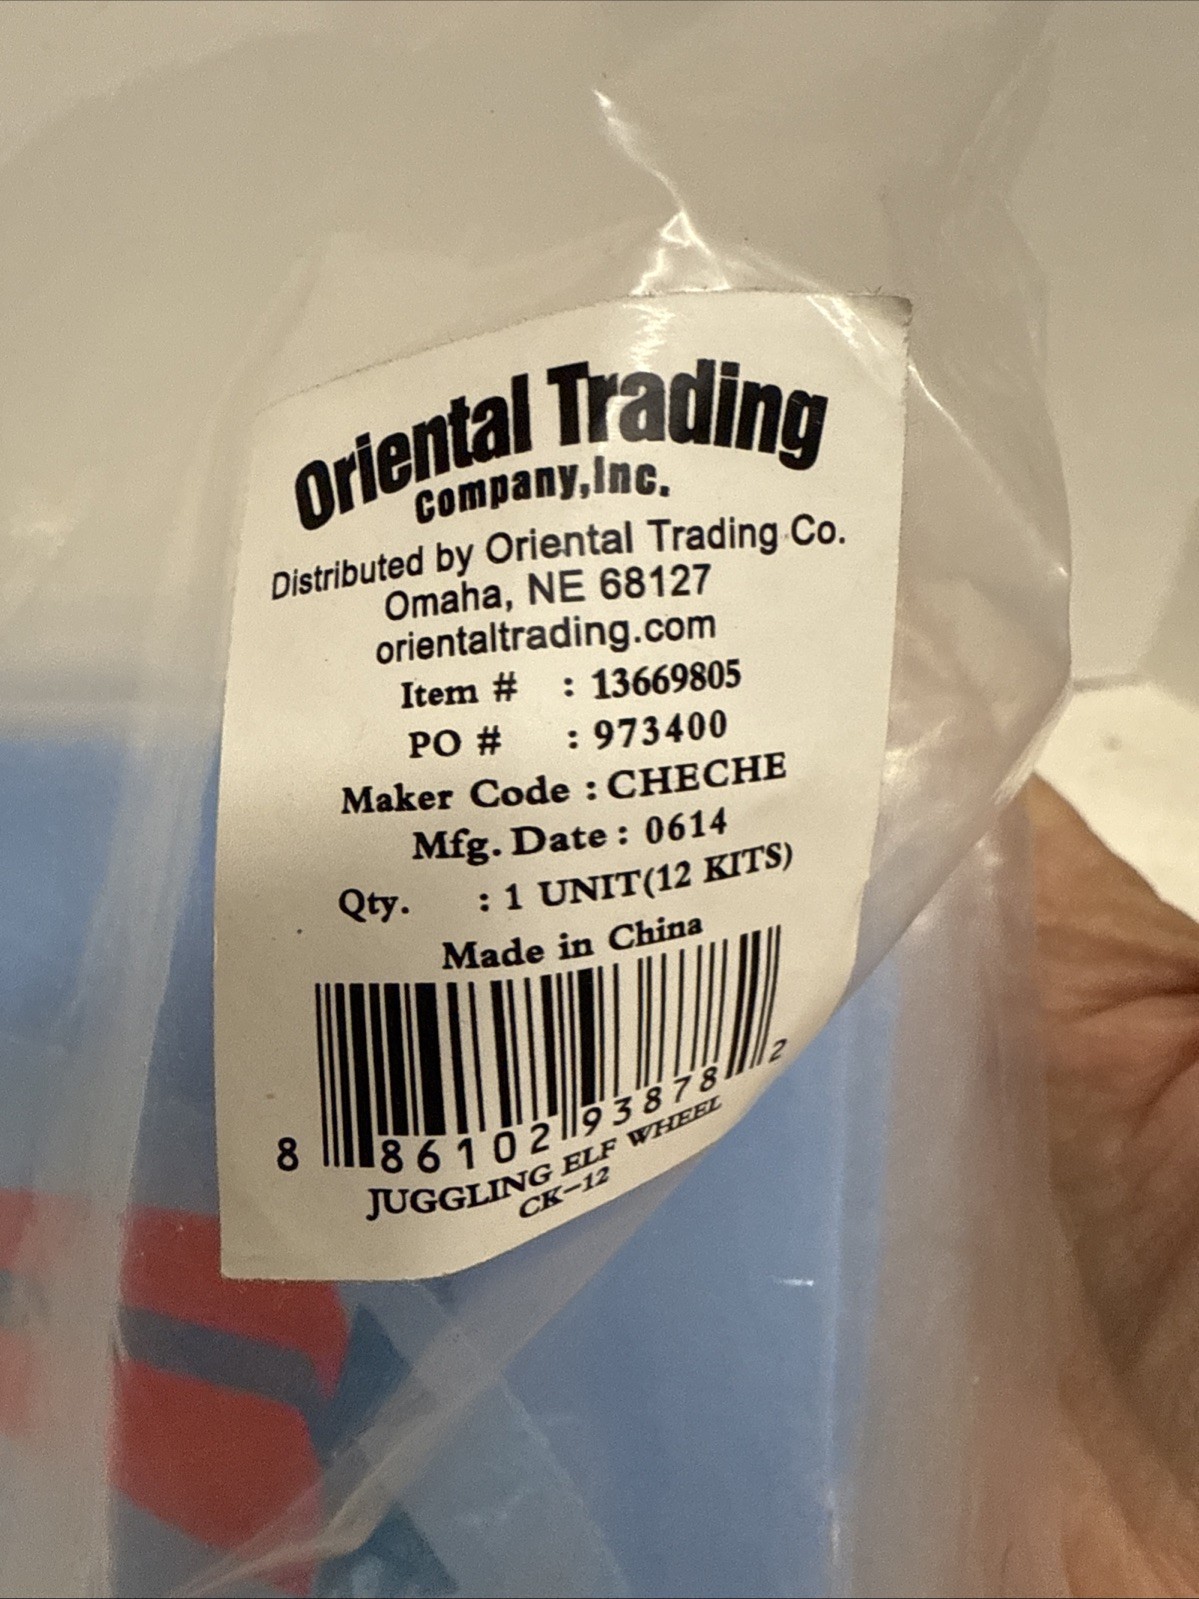 Oriental Trading
Company,Inc.
Distributed by Oriental Trading Co.
Omaha, NE 68127
orientaltrading.com
Item # : 13669805
PO # : 973400
Maker Code : CHECHE
Mfg. Date : 0614
Qty. : 1 UNIT(12 KITS)
Made in China
8 86102 93878 2
JUGGLING ELF WHEEL
CK-12